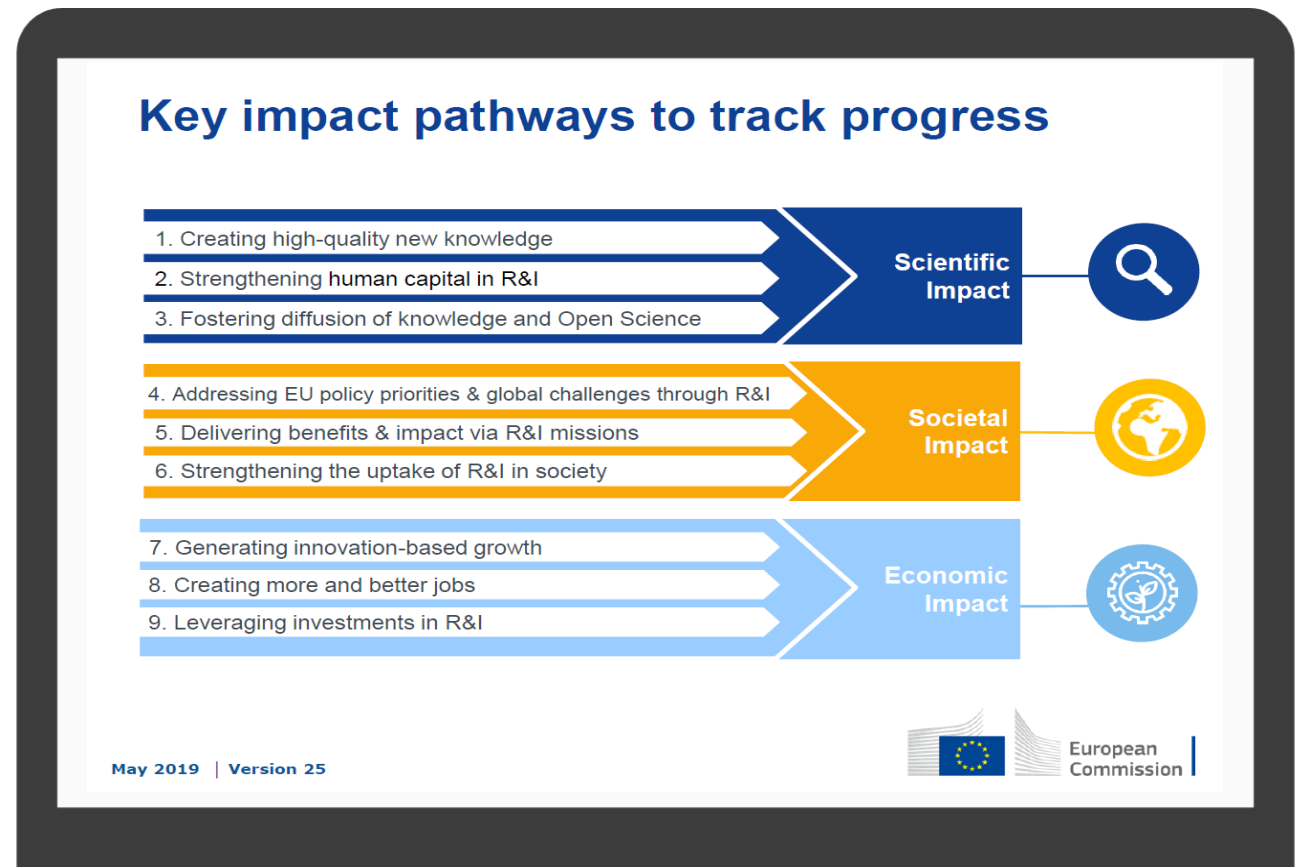 Key impact pathways to track progress
1. Creating high-quality new knowledge
2. Strengthening human capital in R&I
3. Fostering diffusion of knowledge and Open Science
Scientific
Impact
4. Addressing EU policy priorities & global challenges through R&I
5. Delivering benefits & impact via R&I missions
6. Strengthening the uptake of R&I in society
Societal
Impact
7. Generating innovation-based growth
8. Creating more and better jobs
9. Leveraging investments in R&I
Economic
Impact
May 2019 | Version 25
European
Commission